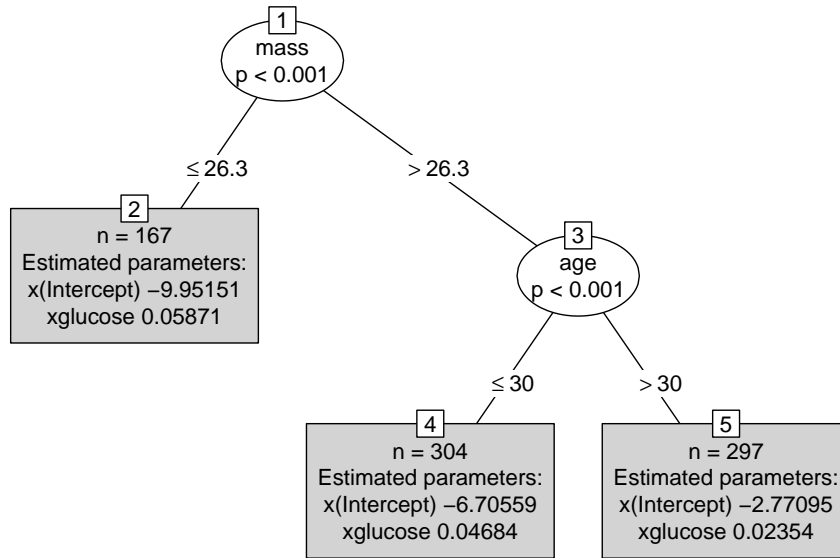 1
mass
p < 0.001
≤ 26.3
> 26.3
2
n = 167
Estimated parameters:
x(Intercept) −9.95151
xglucose 0.05871
3
age
p < 0.001
≤ 30
> 30
4
n = 304
Estimated parameters:
x(Intercept) −6.70559
xglucose 0.04684
5
n = 297
Estimated parameters:
x(Intercept) −2.77095
xglucose 0.02354